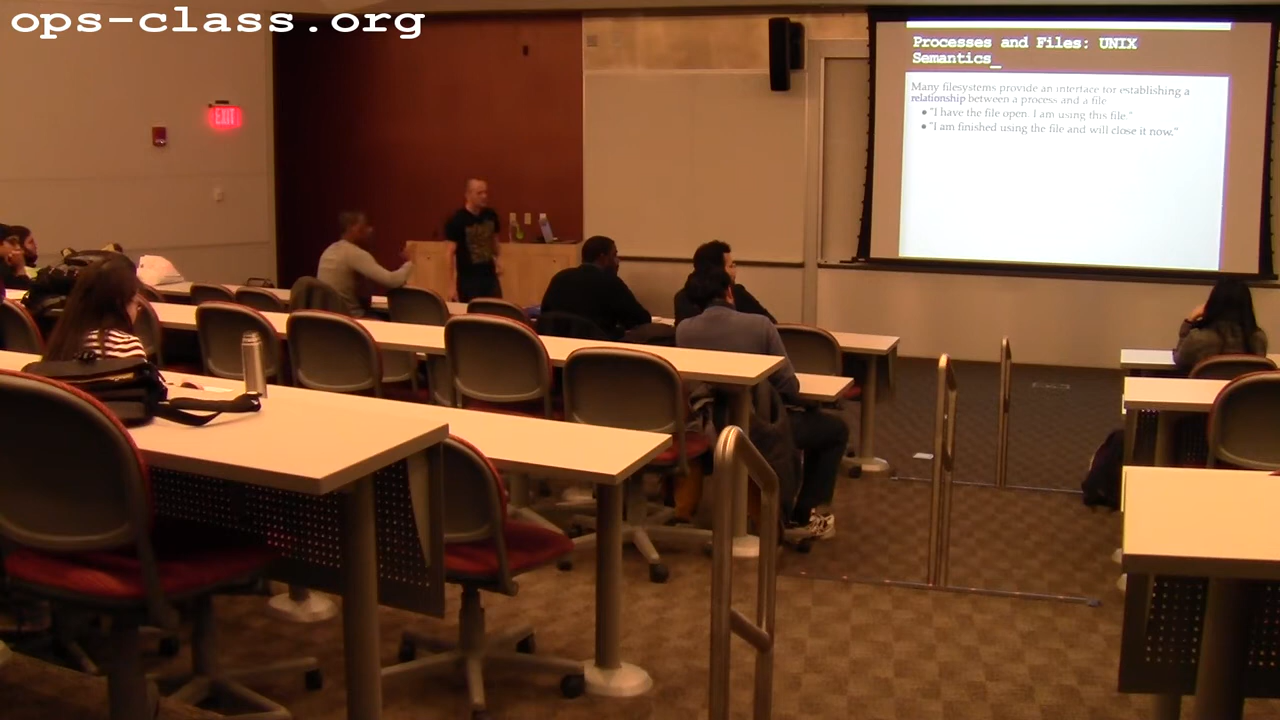 ops-class.org
EXIT
Processes and Files: UNIX
Semantics_
Many filesystems provide an interface for establishing a
relationship between a process and a file
• "I have the file open. I am using this file."
• "I am finished using the file and will close it now."